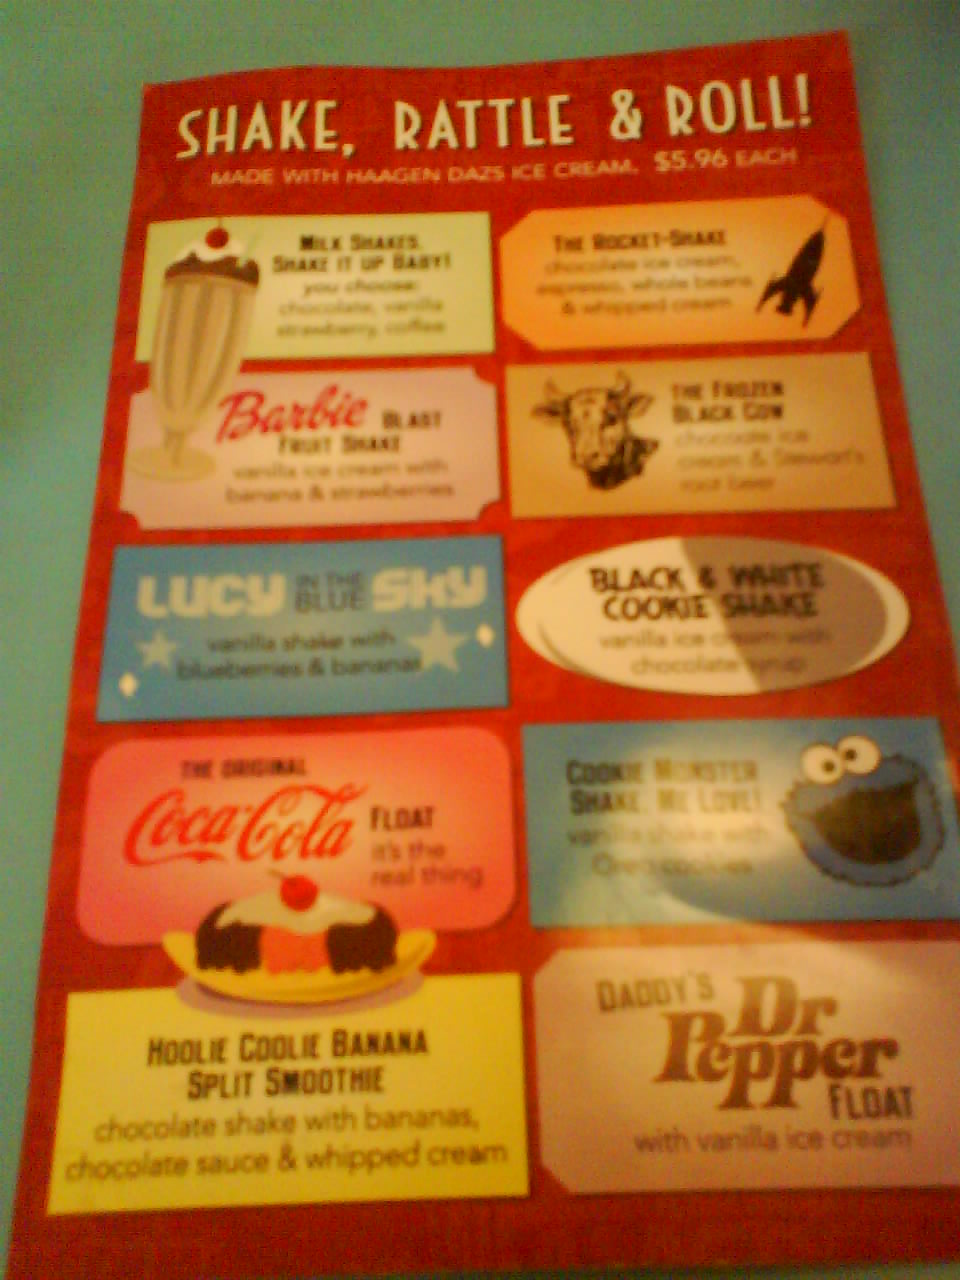 SHAKE, RATTLE & ROLL!
MADE WITH HAAGEN DAZS ICE CREAM. $5.96 EACH
MILK SHAKES.
SHAKE IT UP BABY!
you choose:
chocolate, vanilla
strawberry, coffee
THE ROCKET-SHAKE
chocolate ice cream,
espresso, whole beans
& whipped cream
Barbie BLAST
FRUIT SHAKE
vanilla ice cream with
banana & strawberries
THE FROZEN
BLACK COW
chocolate ice
cream & Stewart's
root beer
LUCY IN THE BLUE SKY
vanilla shake with
blueberries & bananas
BLACK & WHITE
COOKIE SHAKE
vanilla ice cream with
chocolate syrup
THE ORIGINAL
Coca-Cola FLOAT
it's the
real thing
COOKIE MONSTER
SHAKE. ME LOVE!
vanilla shake with
Oreo cookies
HOOLIE COOLIE BANANA
SPLIT SMOOTHIE
chocolate shake with bananas,
chocolate sauce & whipped cream
DADDY'S
Dr
Pepper
FLOAT
with vanilla ice cream